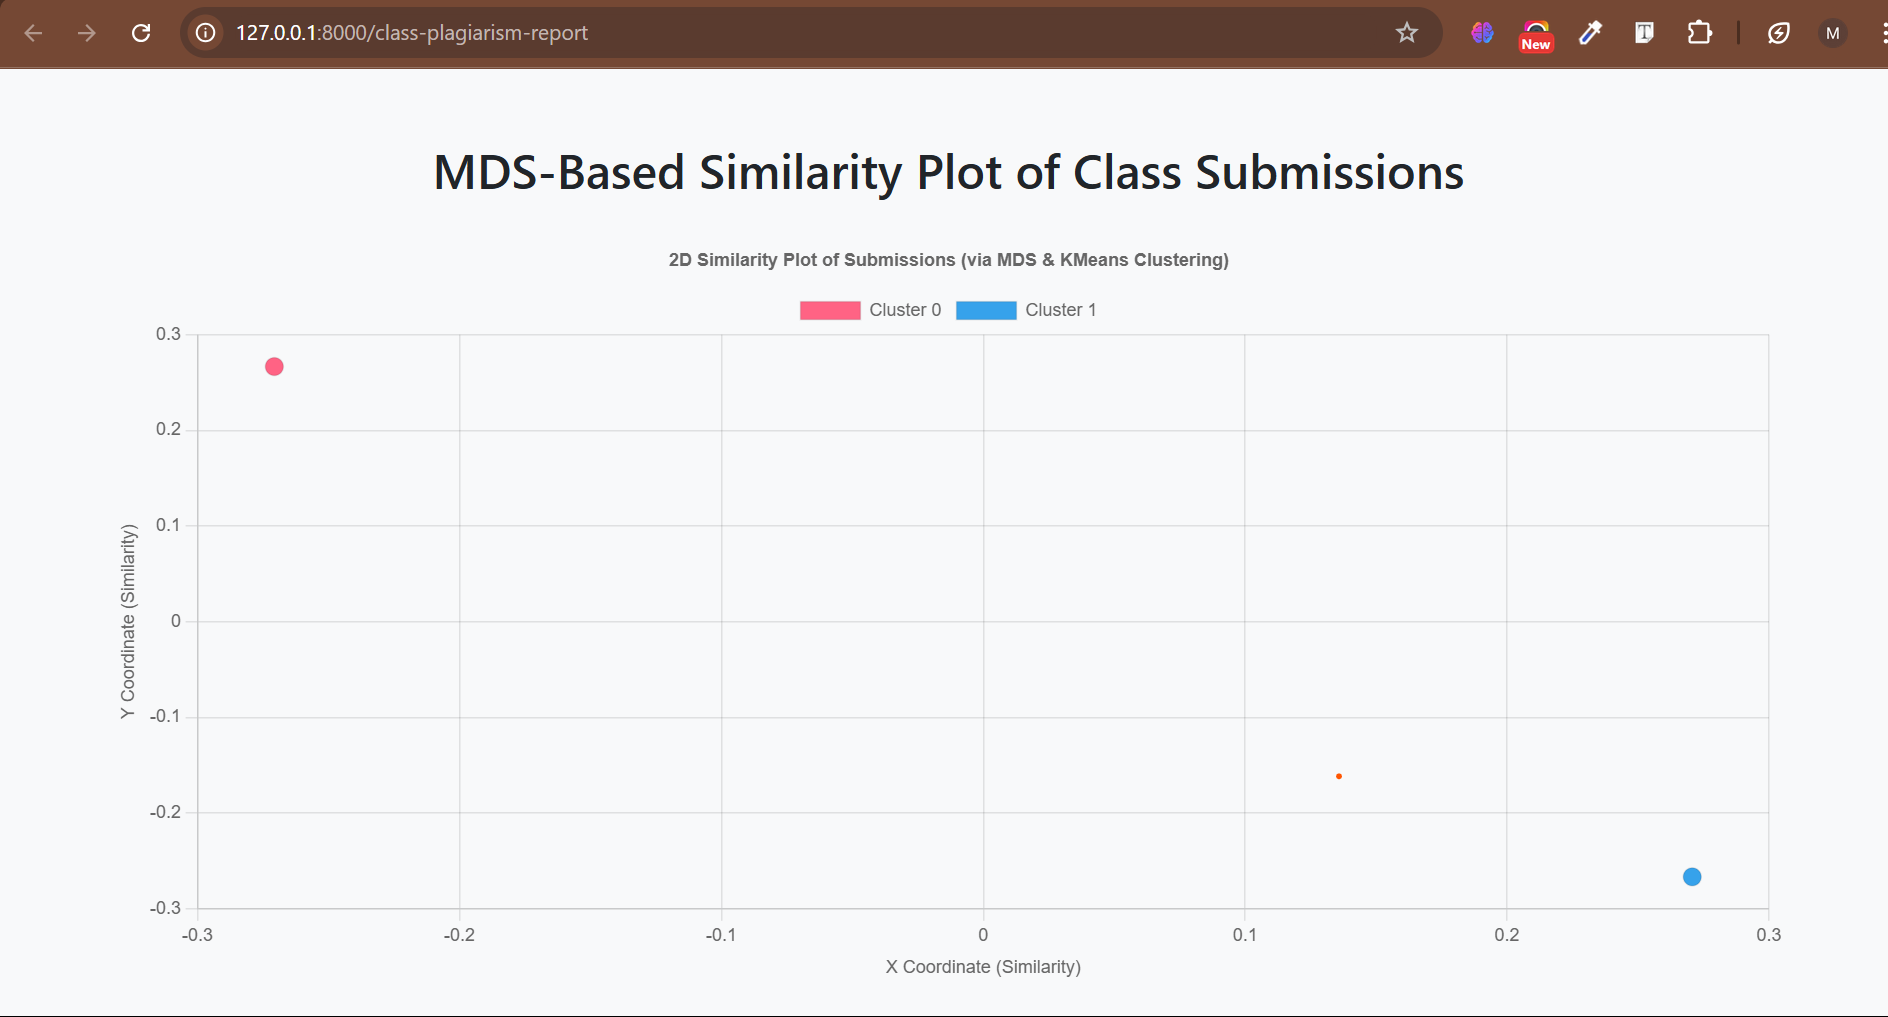 127.0.0.1:8000/class-plagiarism-report
New
T
M
MDS-Based Similarity Plot of Class Submissions
2D Similarity Plot of Submissions (via MDS & KMeans Clustering)
Cluster 0 Cluster 1
0.3
0.2
0.1
0
-0.1
-0.2
-0.3
Y Coordinate (Similarity)
-0.3 -0.2 -0.1 0 0.1 0.2 0.3
X Coordinate (Similarity)